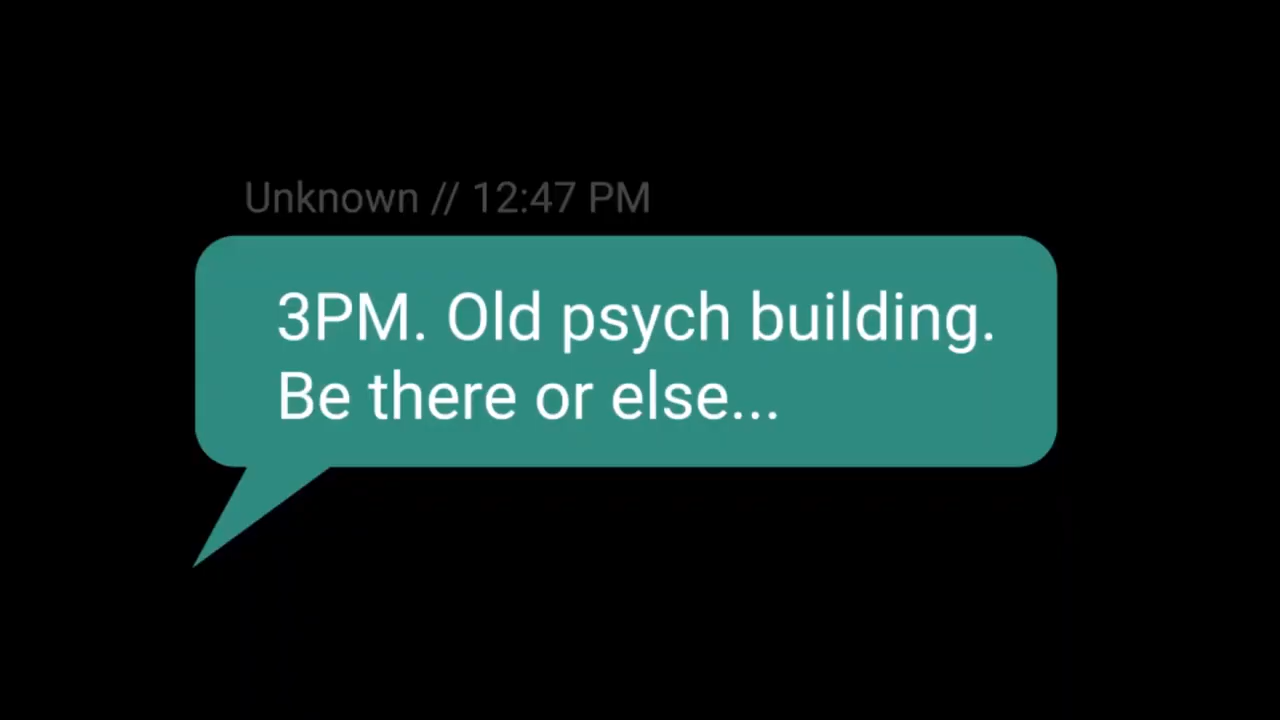 Unknown // 12:47 PM
3PM. Old psych building.
Be there or else...